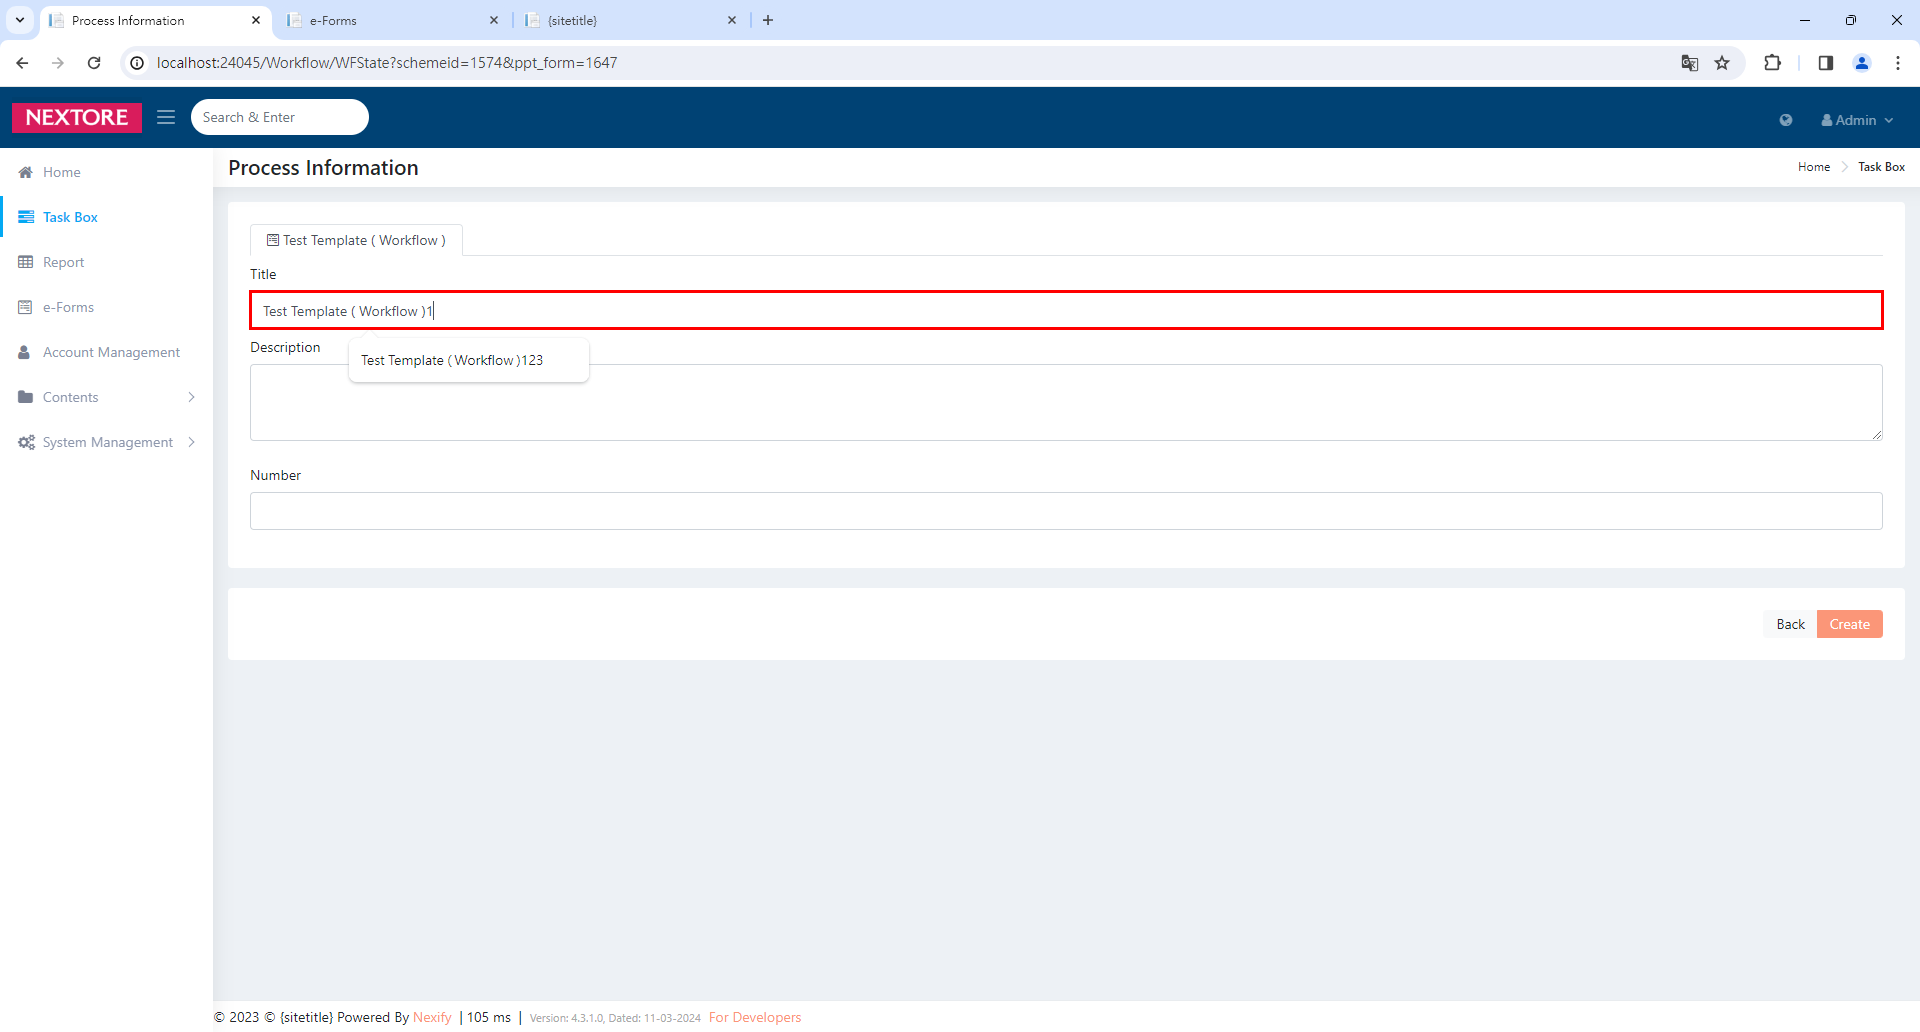 Process Information
e-Forms
{sitetitle}
localhost:24045/Workflow/WFState?schemeid=1574&ppt_form=1647
NEXTORE
Search & Enter
Admin
Home
Task Box
Report
e-Forms
Account Management
Contents
System Management
Process Information
Home
Task Box
Test Template ( Workflow )
Title
Test Template ( Workflow )1
Description
Test Template ( Workflow )123
Number
Back
Create
© 2023 © {sitetitle} Powered By Nexify | 105 ms | Version: 4.3.1.0, Dated: 11-03-2024 For Developers